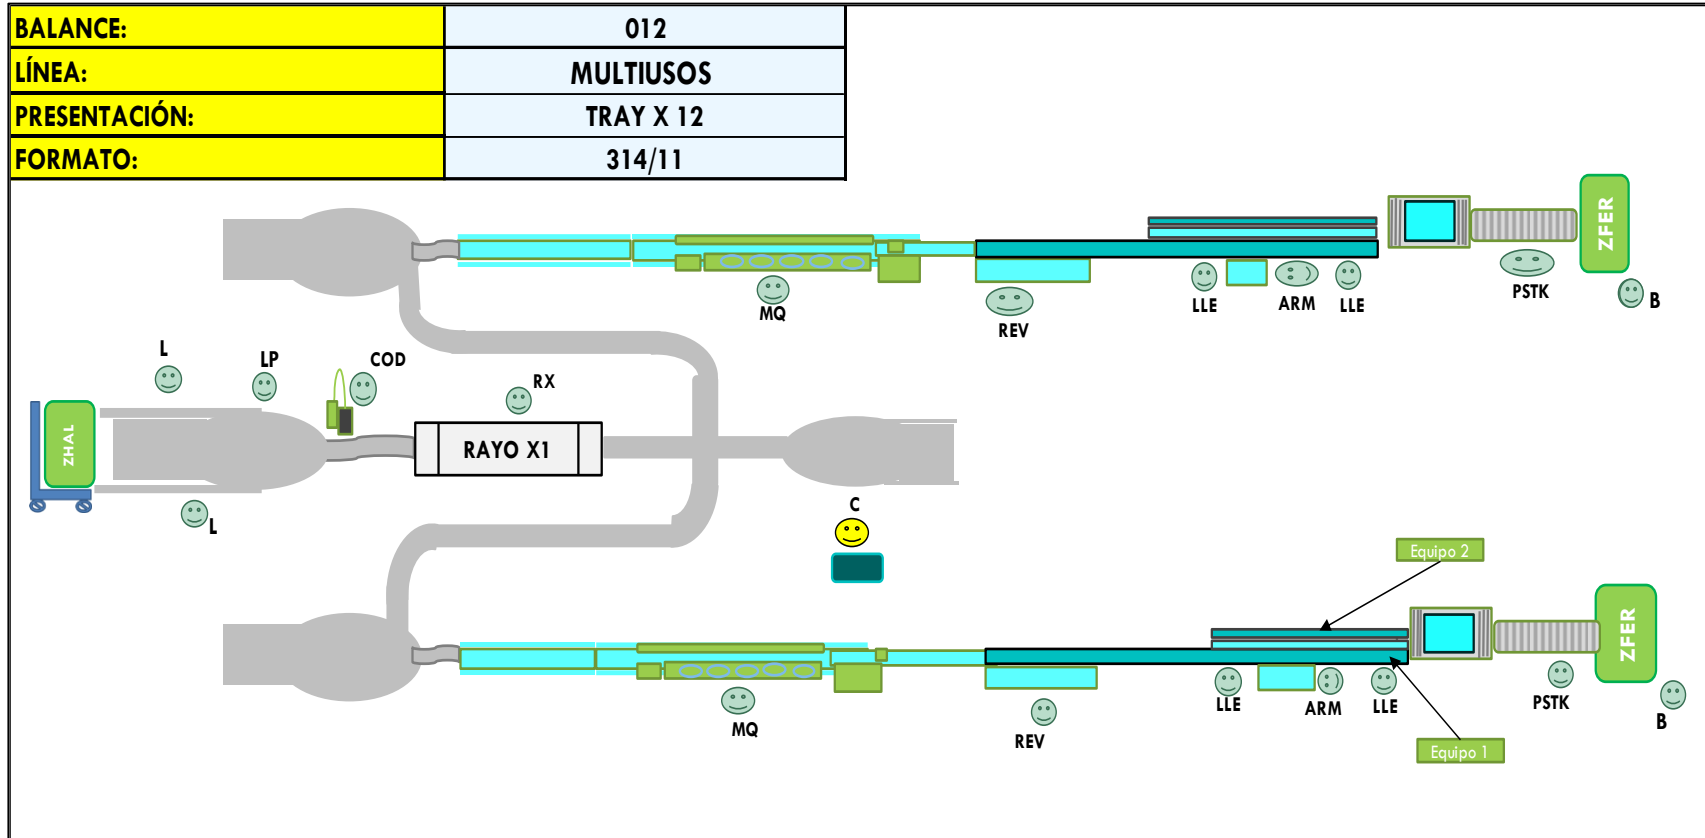 BALANCE: 012
LÍNEA: MULTIUSOS
PRESENTACIÓN: TRAY X 12
FORMATO: 314/11
ZFER
B
PSTK
LLE
ARM
LLE
REV
MQ
L
LP
COD
RX
ZHAL
RAYO X1
L
C
Equipo 2
ZFER
MQ
REV
LLE
ARM
LLE
PSTK
B
Equipo 1